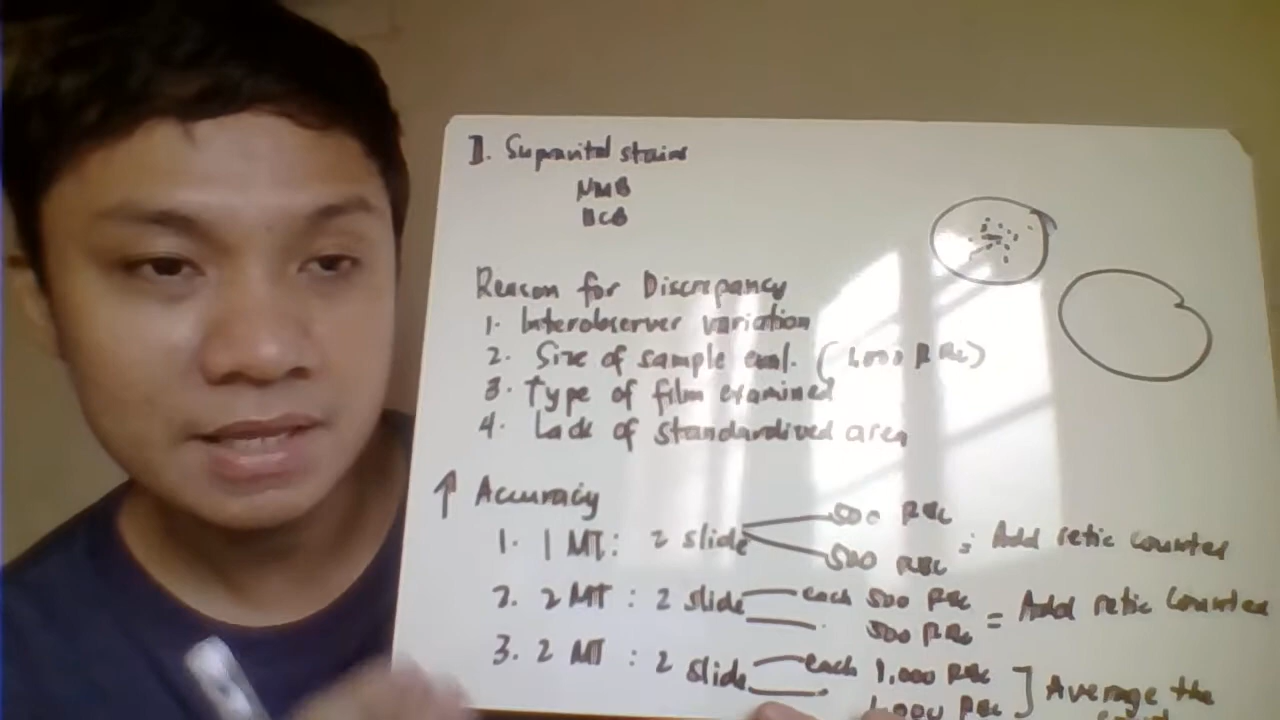 I. Supravital stains
NMB
BCB
Reason for Discrepancy
1. Interobserver variation
2. Size of sample eval. (1,000 RBC)
3. Type of film examined
4. Lack of standardized area
↑ Accuracy
1. 1 MT: 2 slide 500 RBC
500 RBC : Add retic counted
2. 2 MT : 2 slide each 500 RBC
500 RBC = Add retic counted
3. 2 MT : 2 slide each 1,000 RBC
1,000 RBC ] Average the